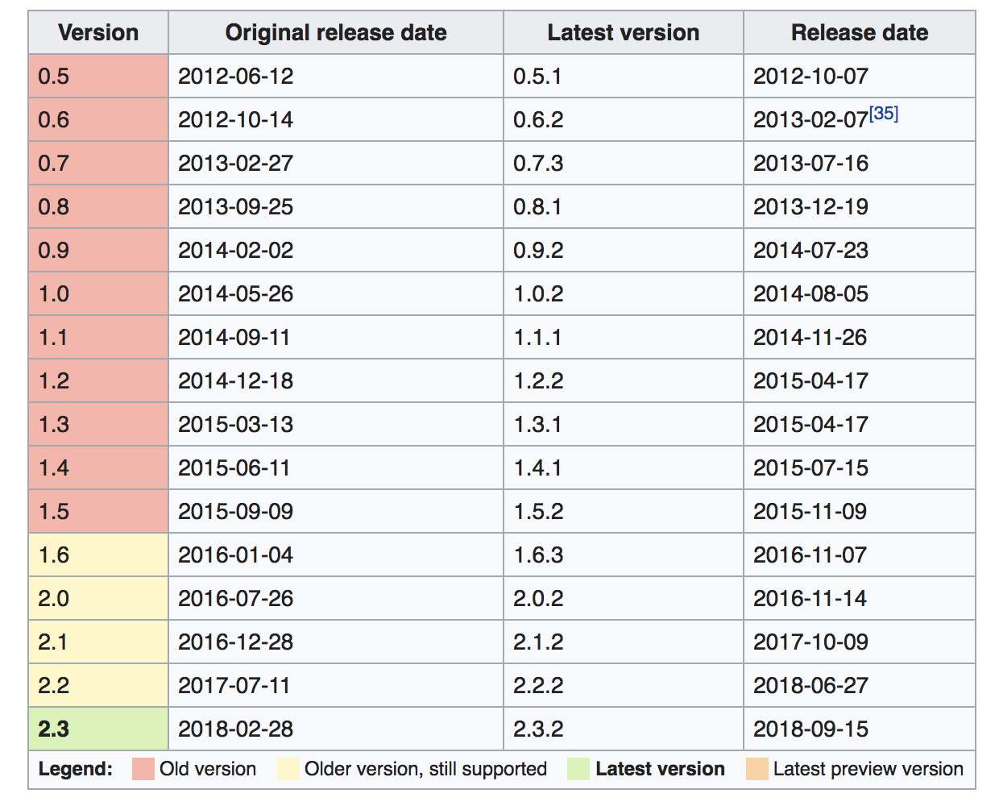 Version Original release date Latest version Release date
0.5 2012-06-12 0.5.1 2012-10-07
0.6 2012-10-14 0.6.2 2013-02-07[35]
0.7 2013-02-27 0.7.3 2013-07-16
0.8 2013-09-25 0.8.1 2013-12-19
0.9 2014-02-02 0.9.2 2014-07-23
1.0 2014-05-26 1.0.2 2014-08-05
1.1 2014-09-11 1.1.1 2014-11-26
1.2 2014-12-18 1.2.2 2015-04-17
1.3 2015-03-13 1.3.1 2015-04-17
1.4 2015-06-11 1.4.1 2015-07-15
1.5 2015-09-09 1.5.2 2015-11-09
1.6 2016-01-04 1.6.3 2016-11-07
2.0 2016-07-26 2.0.2 2016-11-14
2.1 2016-12-28 2.1.2 2017-10-09
2.2 2017-07-11 2.2.2 2018-06-27
2.3 2018-02-28 2.3.2 2018-09-15
Legend: Old version Older version, still supported Latest version Latest preview version